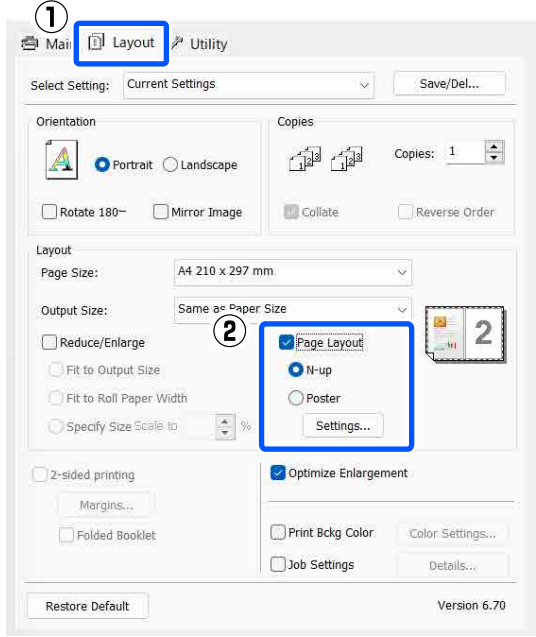 ①
Mai Layout Utility
Select Setting: Current Settings Save/Del...
Orientation Copies
Portrait Landscape Copies: 1
Rotate 180 Mirror Image Collate Reverse Order
Layout
Page Size: A4 210 x 297 mm
Output Size: Same as Paper Size
②
Reduce/Enlarge Page Layout 2
Fit to Output Size N-up
Fit to Roll Paper Width Poster
Specify Size Scale to % Settings...
2-sided printing Optimize Enlargement
Margins...
Folded Booklet Print Bckg Color Color Settings...
Job Settings Details...
Restore Default Version 6.70